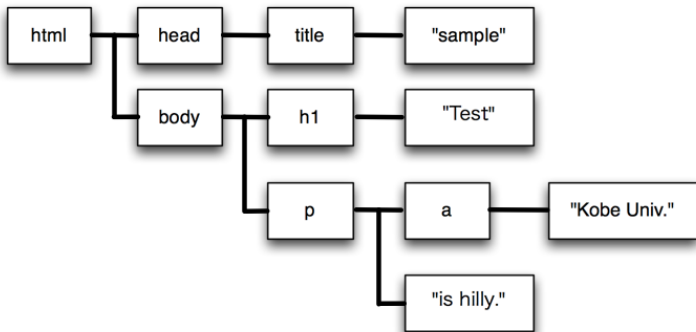 html
head
title
"sample"
body
h1
"Test"
p
a
"Kobe Univ."
"is hilly."